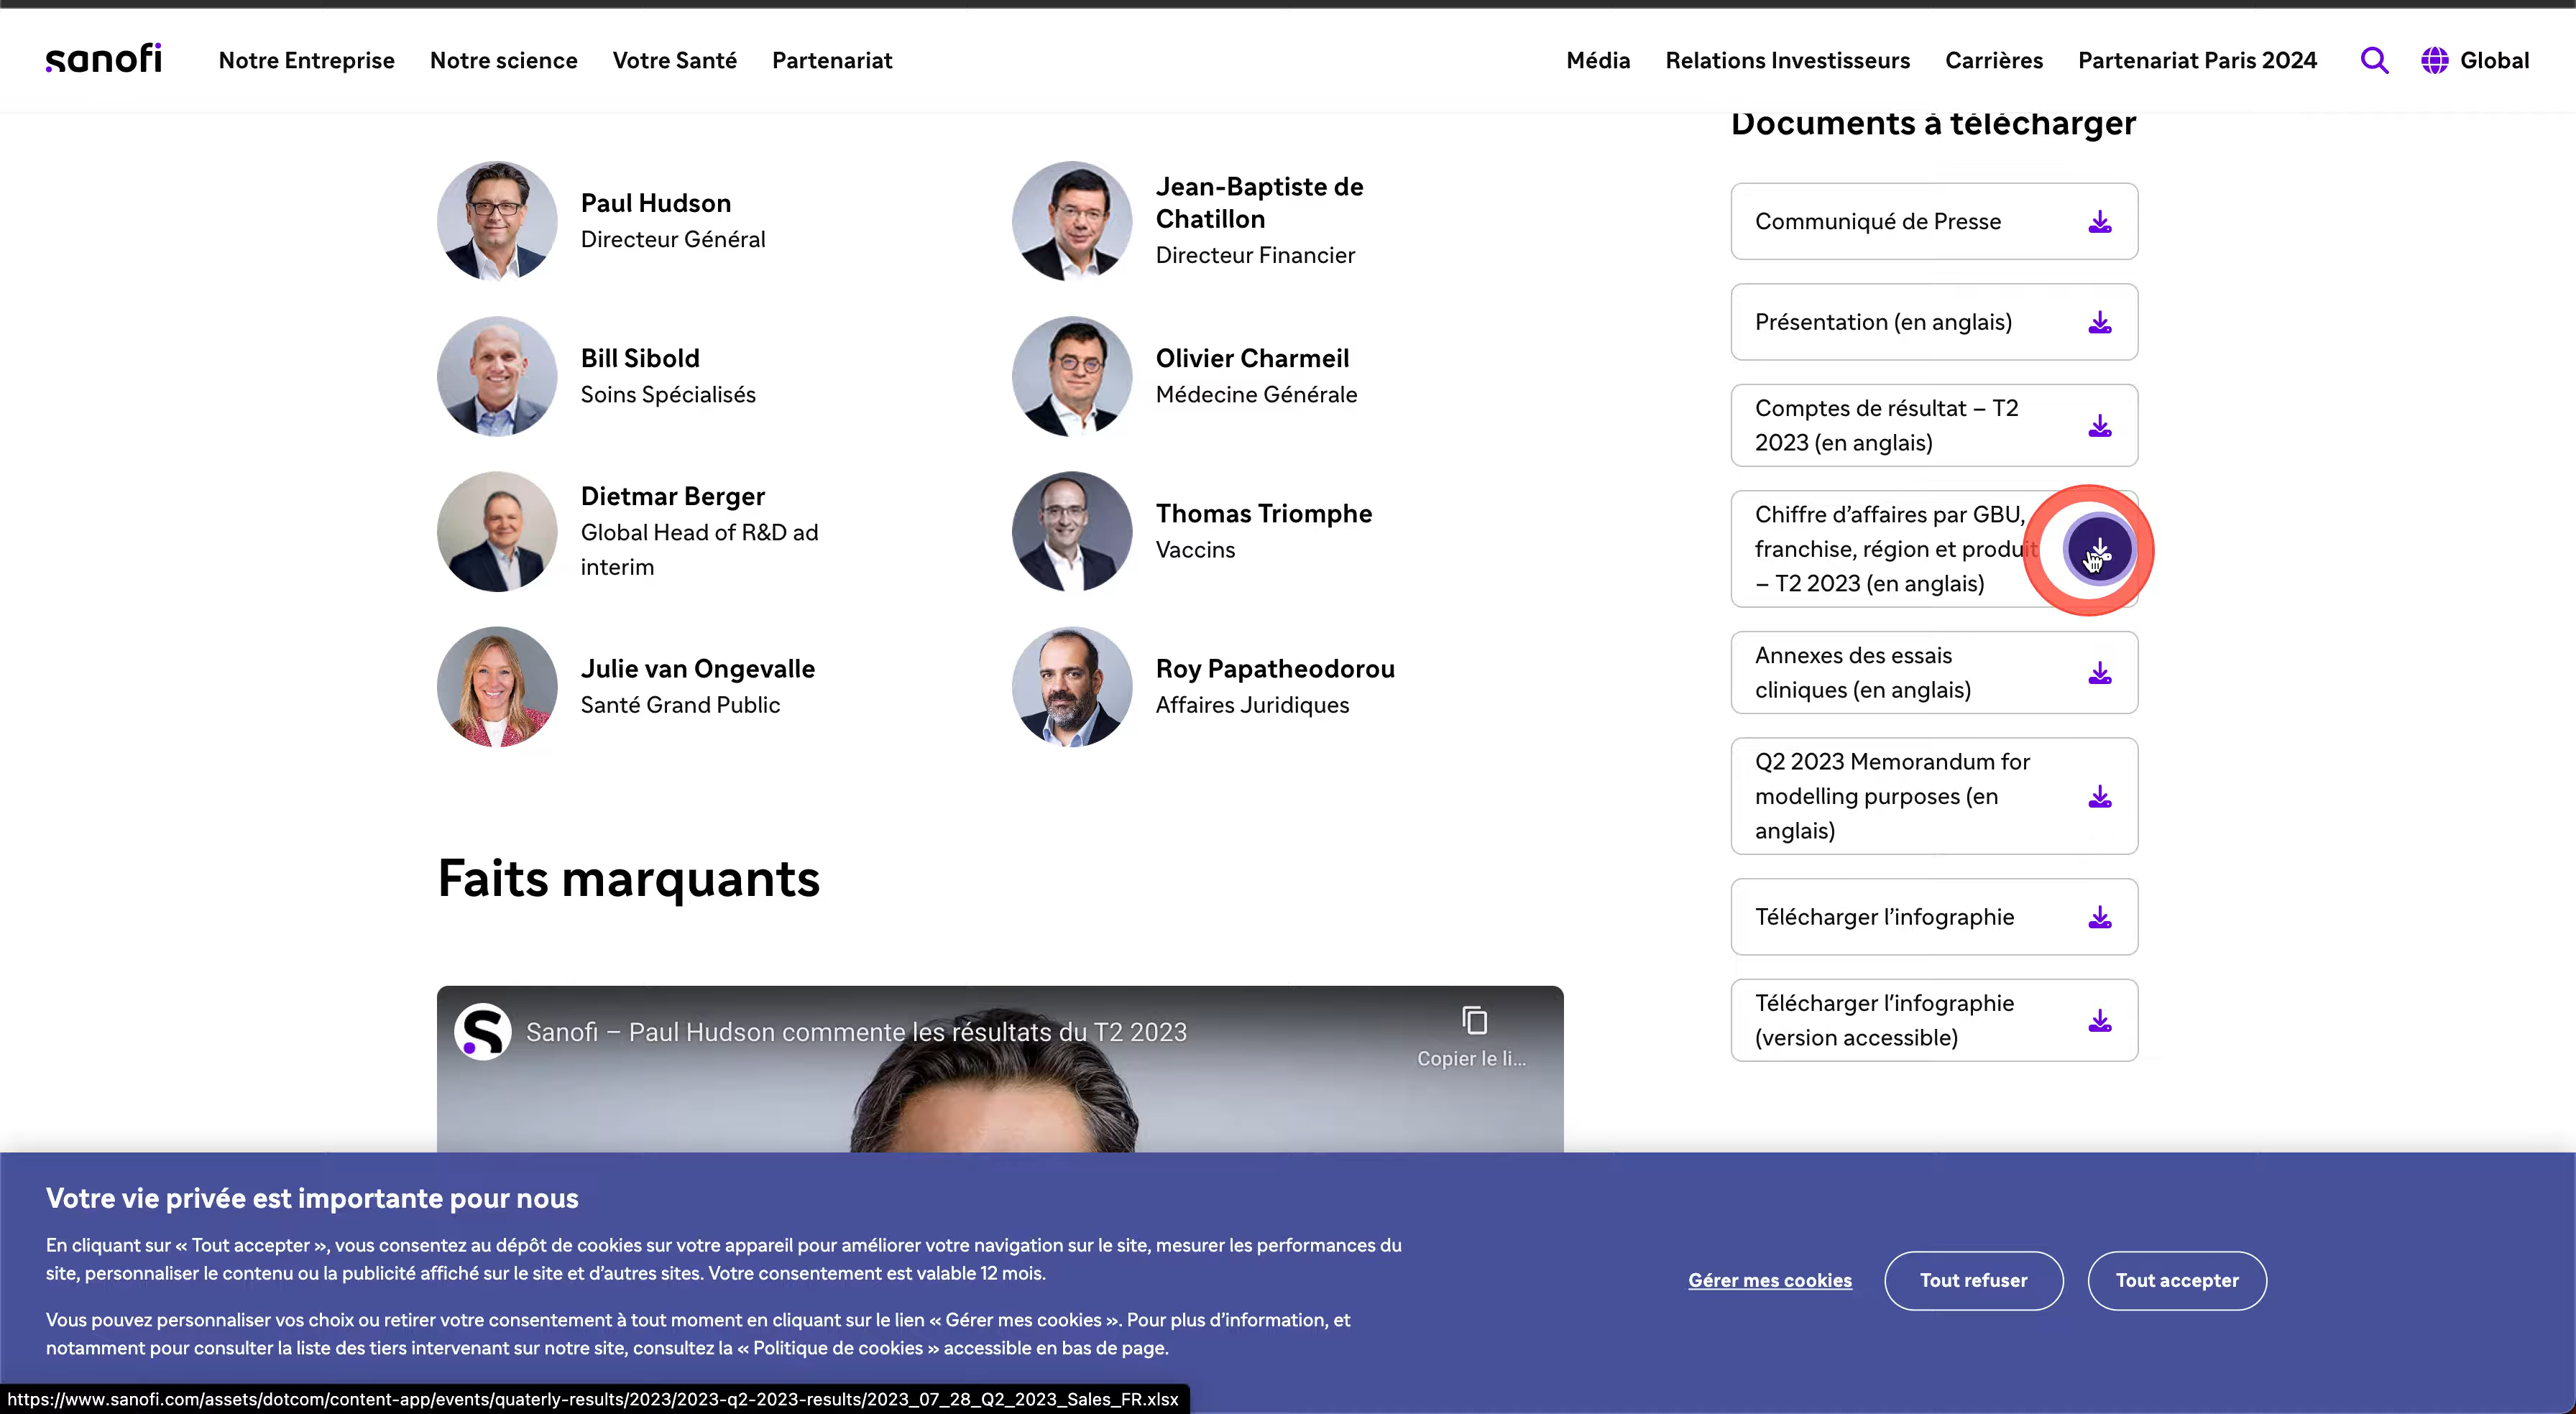 sanofi Notre Entreprise Notre science Votre Santé Partenariat Média Relations Investisseurs Carrières Partenariat Paris 2024 Global
Paul Hudson
Directeur Général
Jean-Baptiste de
Chatillon
Directeur Financier
Bill Sibold
Soins Spécialisés
Olivier Charmeil
Médecine Générale
Dietmar Berger
Global Head of R&D ad
interim
Thomas Triomphe
Vaccins
Julie van Ongevalle
Santé Grand Public
Roy Papatheodorou
Affaires Juridiques
Faits marquants
Sanofi – Paul Hudson commente les résultats du T2 2023
Copier le li...
Documents à télécharger
Communiqué de Presse
Présentation (en anglais)
Comptes de résultat – T2
2023 (en anglais)
Chiffre d’affaires par GBU,
franchise, région et produit
– T2 2023 (en anglais)
Annexes des essais
cliniques (en anglais)
Q2 2023 Memorandum for
modelling purposes (en
anglais)
Télécharger l’infographie
Télécharger l’infographie
(version accessible)
Votre vie privée est importante pour nous
En cliquant sur « Tout accepter », vous consentez au dépôt de cookies sur votre appareil pour améliorer votre navigation sur le site, mesurer les performances du
site, personnaliser le contenu ou la publicité affiché sur le site et d’autres sites. Votre consentement est valable 12 mois.
Vous pouvez personnaliser vos choix ou retirer votre consentement à tout moment en cliquant sur le lien « Gérer mes cookies ». Pour plus d’information, et
notamment pour consulter la liste des tiers intervenant sur notre site, consultez la « Politique de cookies » accessible en bas de page.
Gérer mes cookies Tout refuser Tout accepter
https://www.sanofi.com/assets/dotcom/content-app/events/quaterly-results/2023/2023-q2-2023-results/2023_07_28_Q2_2023_Sales_FR.xlsx